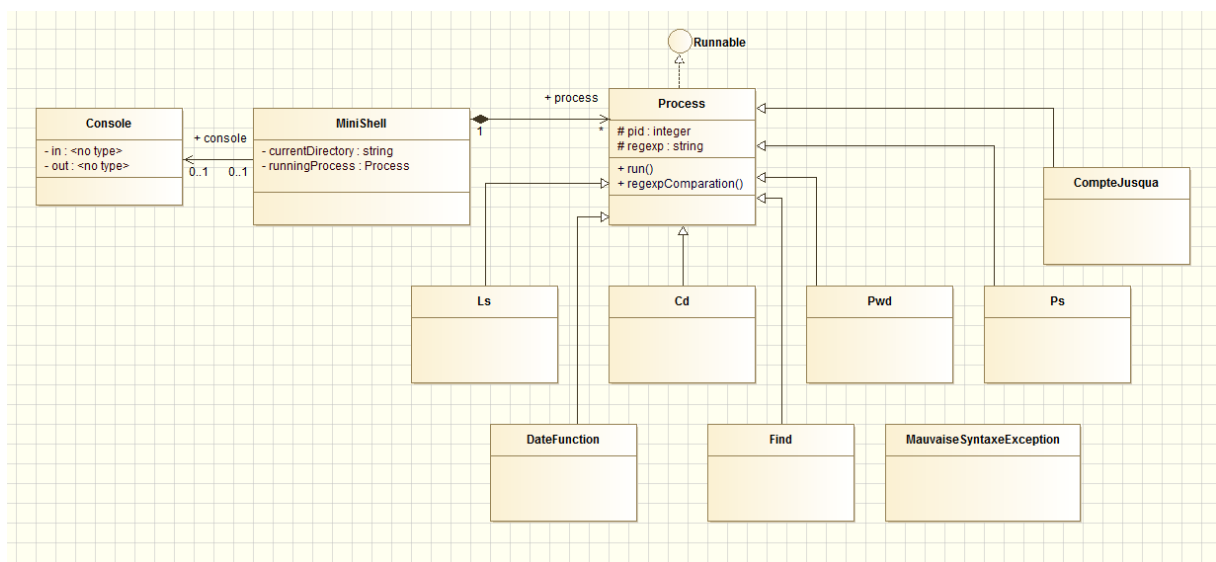 Runnable
+ process
Process
Console
MiniShell
+ console
1
*
# pid : integer
# regexp : string
- in : <no type>
- out : <no type>
- currentDirectory : string
- runningProcess : Process
0..1
0..1
+ run()
+ regexpComparation()
CompteJusqua
Ls
Cd
Pwd
Ps
DateFunction
Find
MauvaiseSyntaxeException